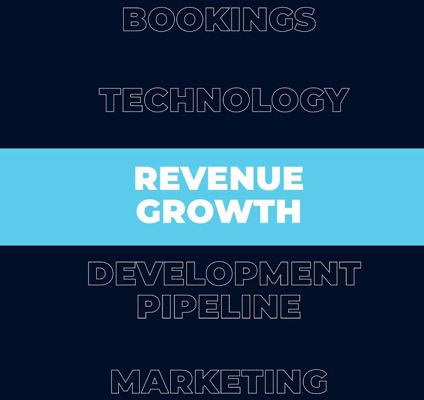 BOOKINGS
TECHNOLOGY
REVENUE
GROWTH
DEVELOPMENT
PIPELINE
MARKETING